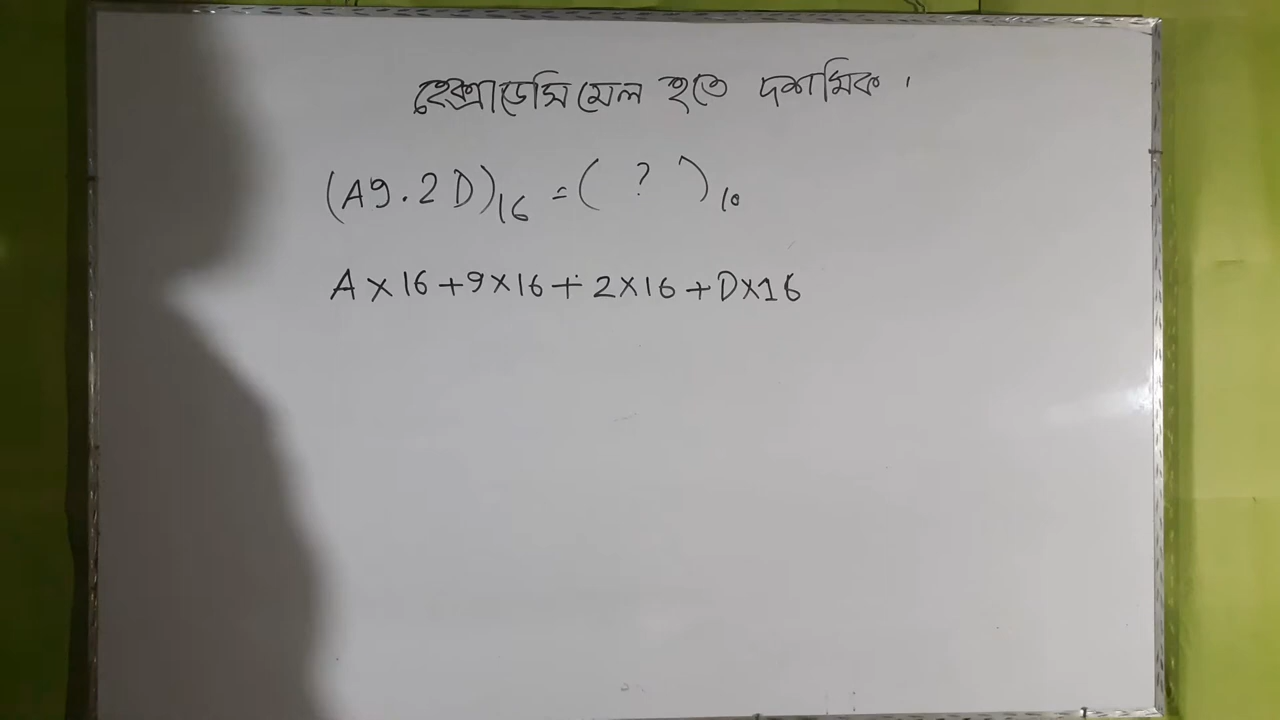 হেক্সাডেসিমেল হতে দশমিক ।
(A9.2D)16 = ( ? )10
A×16+9×16+2×16+D×16